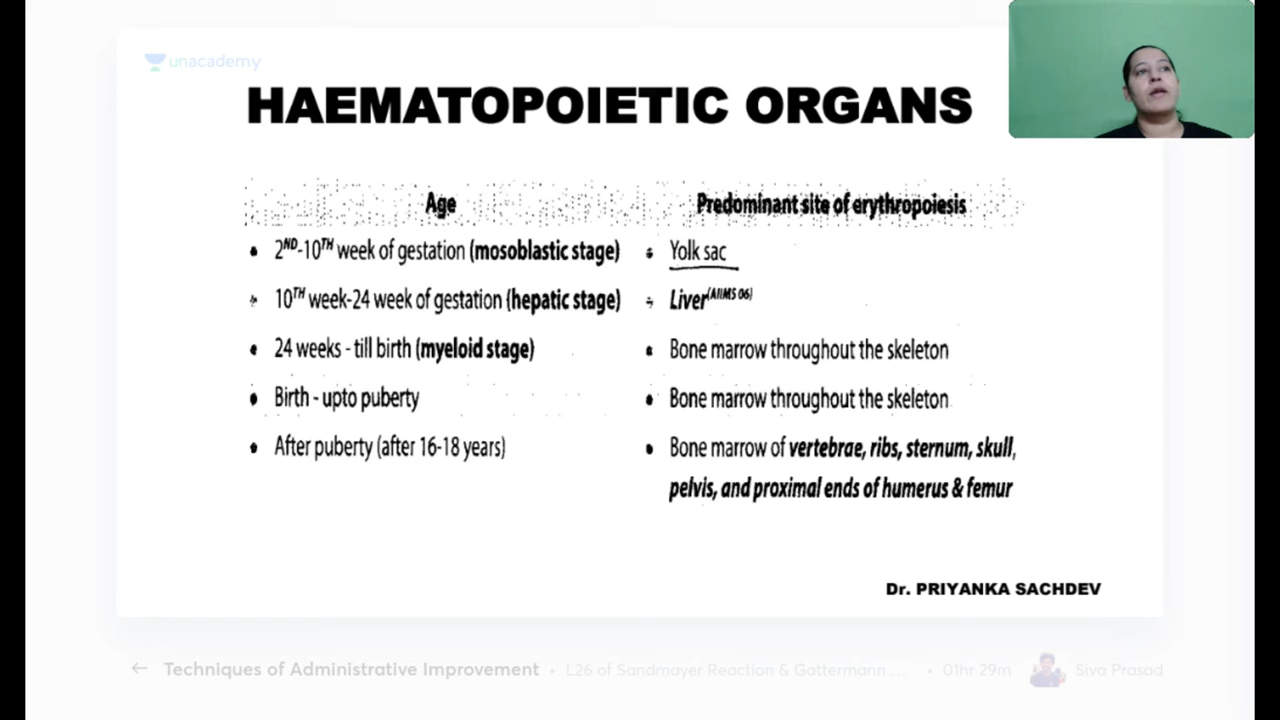 unacademy
HAEMATOPOIETIC ORGANS
Age Predominant site of erythropoiesis
• 2ND-10TH week of gestation (mosoblastic stage) • Yolk sac
• 10TH week-24 week of gestation (hepatic stage) • Liver(AIIMS 06)
• 24 weeks - till birth (myeloid stage) • Bone marrow throughout the skeleton
• Birth - upto puberty • Bone marrow throughout the skeleton
• After puberty (after 16-18 years) • Bone marrow of vertebrae, ribs, sternum, skull,
pelvis, and proximal ends of humerus & femur
Dr. PRIYANKA SACHDEV
← Techniques of Administrative Improvement • L26 of Sandmayer Reaction & Gattermann ... • 01hr 29m Siva Prasad